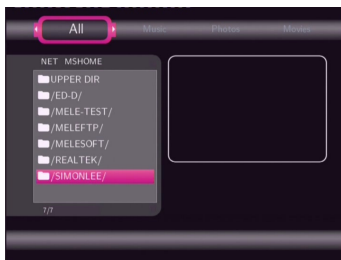 All Music Photos Movies
NET MSHOME
UPPER DIR
/ED-D/
/MELE-TEST/
/MELEFTP/
/MELESOFT/
/REALTEK/
/SIMONLEE/
7/7